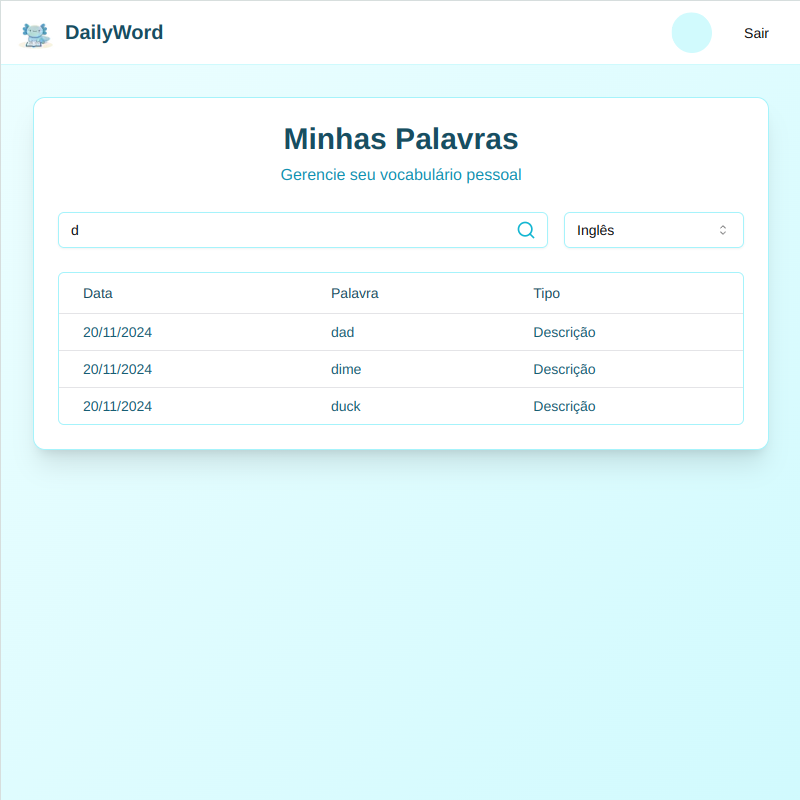 DailyWord
Sair
Minhas Palavras
Gerencie seu vocabulário pessoal
d
Inglês
Data Palavra Tipo
20/11/2024 dad Descrição
20/11/2024 dime Descrição
20/11/2024 duck Descrição